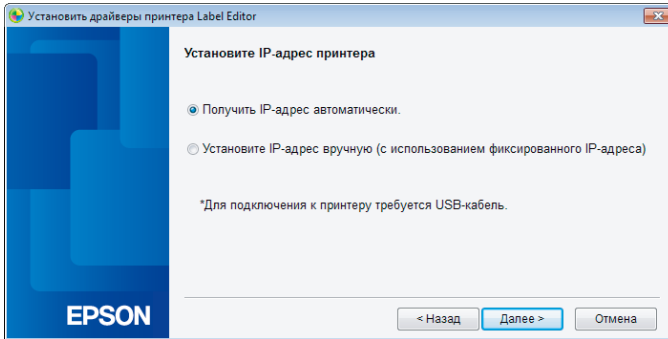 Установить драйверы принтера Label Editor
Установите IP-адрес принтера
Получить IP-адрес автоматически.
Установите IP-адрес вручную (с использованием фиксированного IP-адреса)
*Для подключения к принтеру требуется USB-кабель.
EPSON
< Назад Далее > Отмена